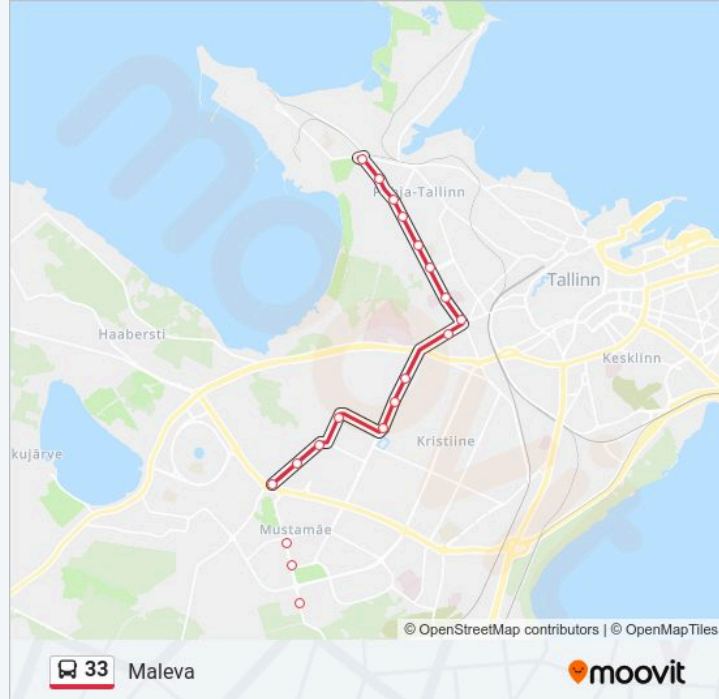 Põhja-Tallinn
Tallinn
Haabersti
Kesklinn
Kristiine
kujärve
Mustamäe
© OpenStreetMap contributors | © OpenMapTiles
33 Maleva
moovit